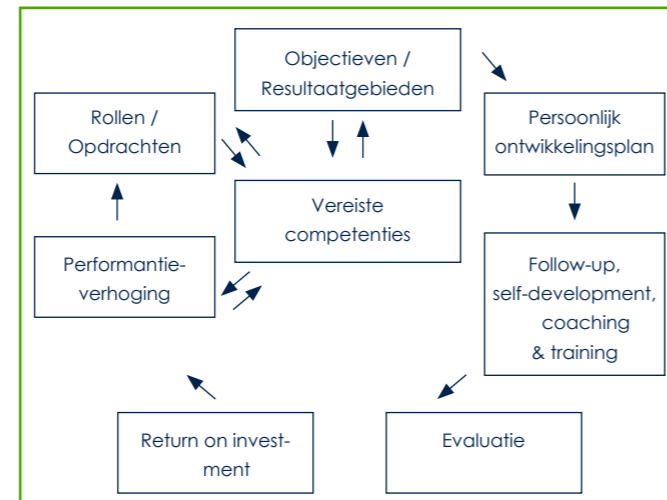 Objectieven /
Resultaatgebieden
Rollen /
Opdrachten
Persoonlijk
ontwikkelingsplan
Vereiste
competenties
Performantie-
verhoging
Follow-up,
self-development,
coaching
& training
Return on invest-
ment
Evaluatie